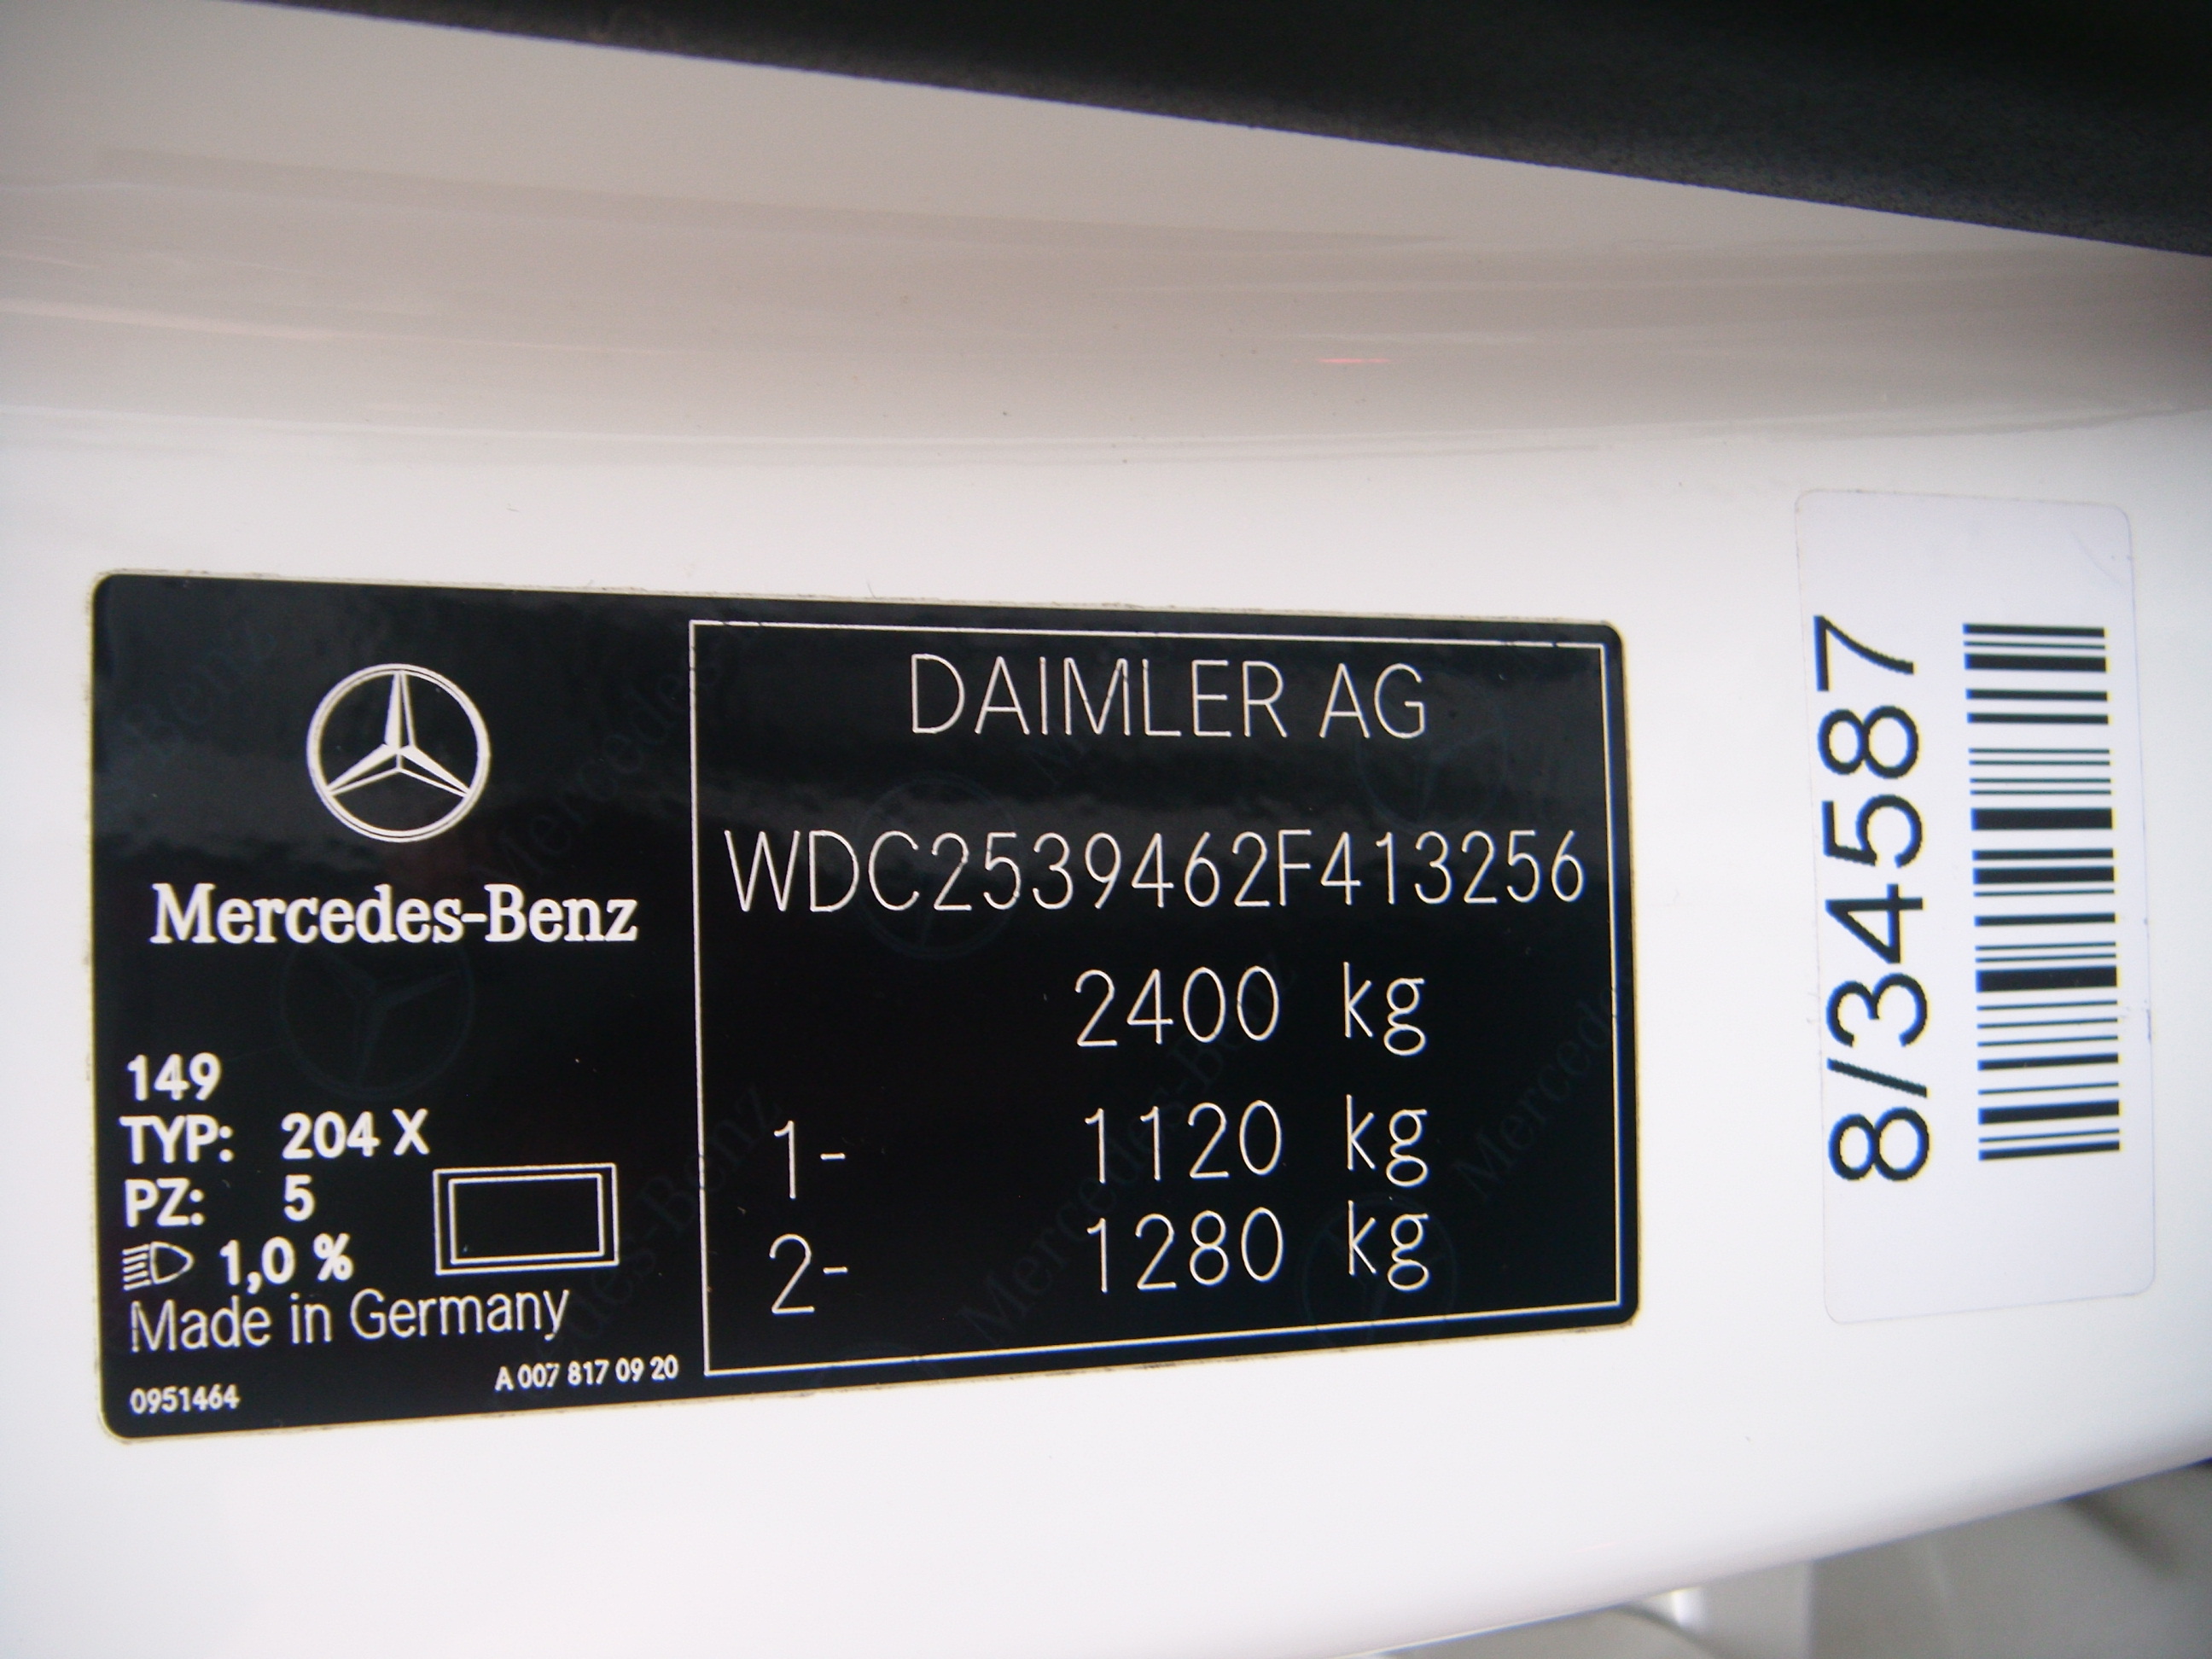 Mercedes-Benz
149
TYP: 204 X
PZ: 5
1,0 %
Made in Germany
0951464
A 007 817 09 20
DAIMLER AG
WDC2539462F413256
2400 kg
1- 1120 kg
2- 1280 kg
8/34587